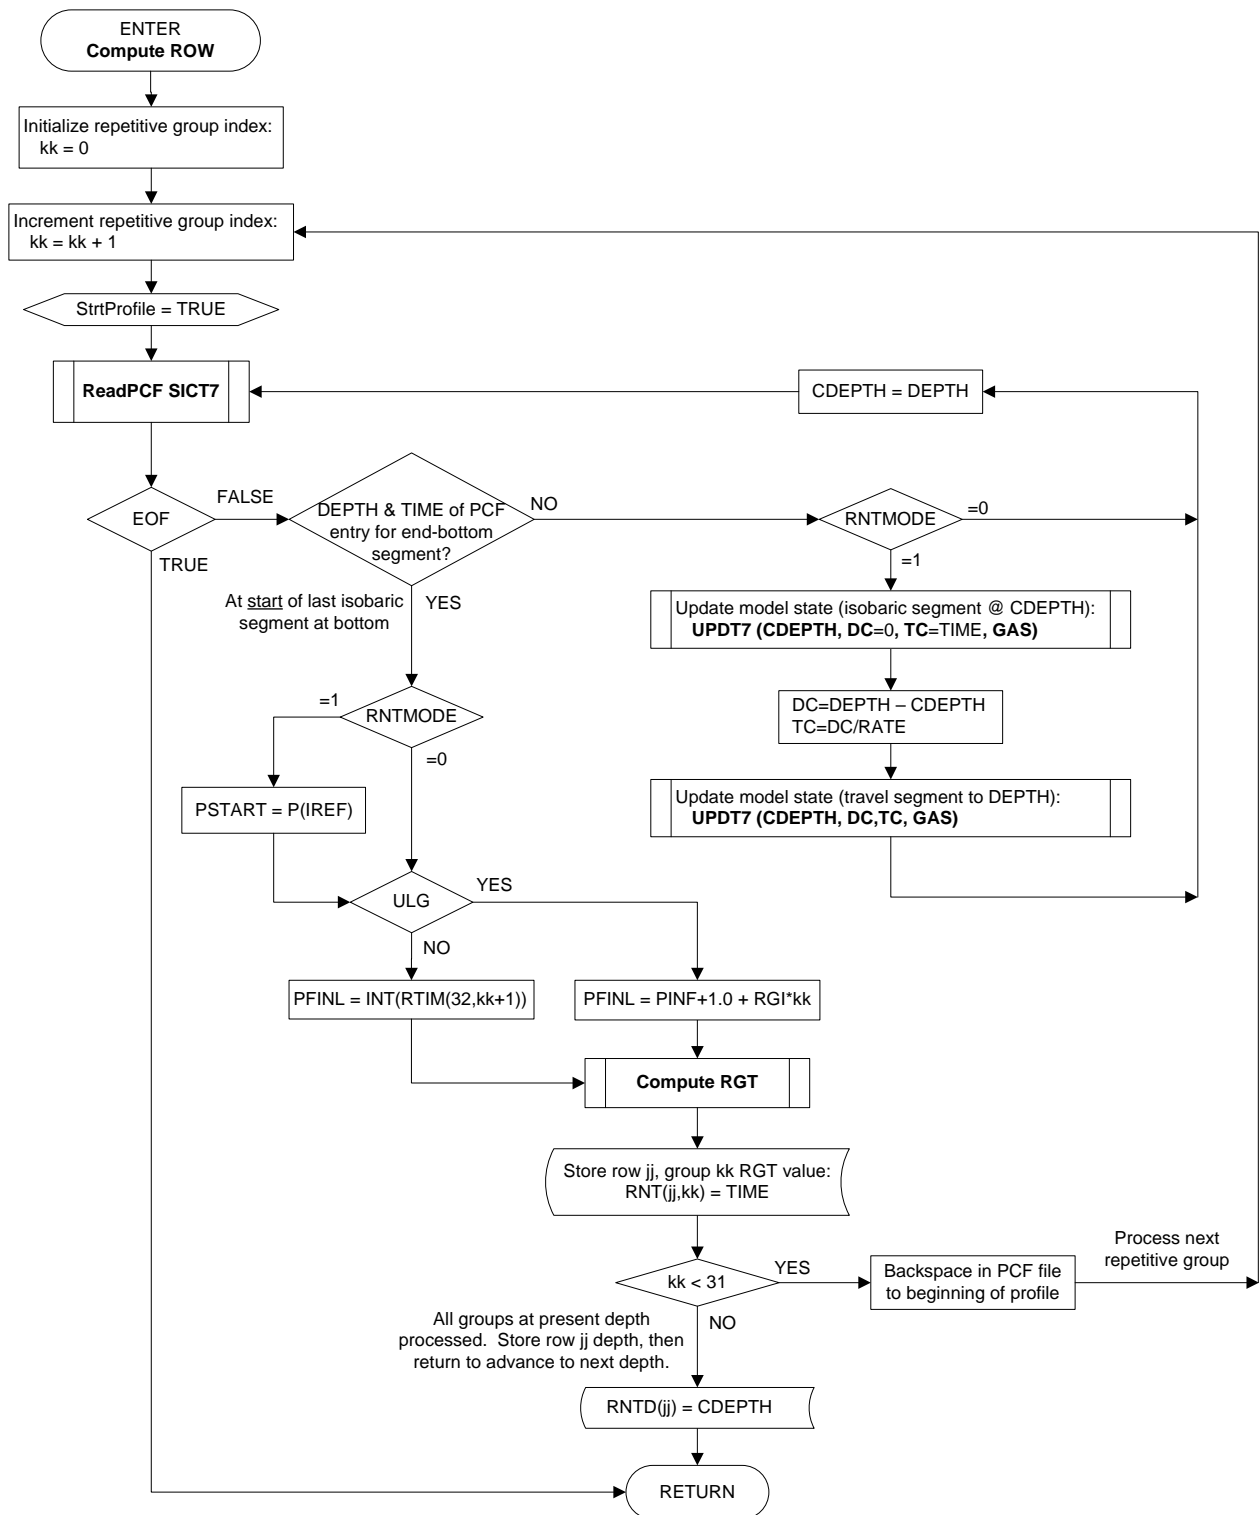 ENTER
Compute ROW
Initialize repetitive group index:
kk = 0
Increment repetitive group index:
kk = kk + 1
StrtProfile = TRUE
ReadPCF SICT7
CDEPTH = DEPTH
EOF
FALSE
TRUE
DEPTH & TIME of PCF
entry for end-bottom
segment?
NO
YES
RNTMODE
=0
=1
At start of last isobaric
segment at bottom
Update model state (isobaric segment @ CDEPTH):
UPDT7 (CDEPTH, DC=0, TC=TIME, GAS)
DC=DEPTH – CDEPTH
TC=DC/RATE
Update model state (travel segment to DEPTH):
UPDT7 (CDEPTH, DC,TC, GAS)
=1
RNTMODE
=0
PSTART = P(IREF)
ULG
YES
NO
PFINL = INT(RTIM(32,kk+1))
PFINL = PINF+1.0 + RGI*kk
Compute RGT
Store row jj, group kk RGT value:
RNT(jj,kk) = TIME
kk < 31
YES
NO
Backspace in PCF file
to beginning of profile
Process next
repetitive group
All groups at present depth
processed.  Store row jj depth, then
return to advance to next depth.
RNTD(jj) = CDEPTH
RETURN